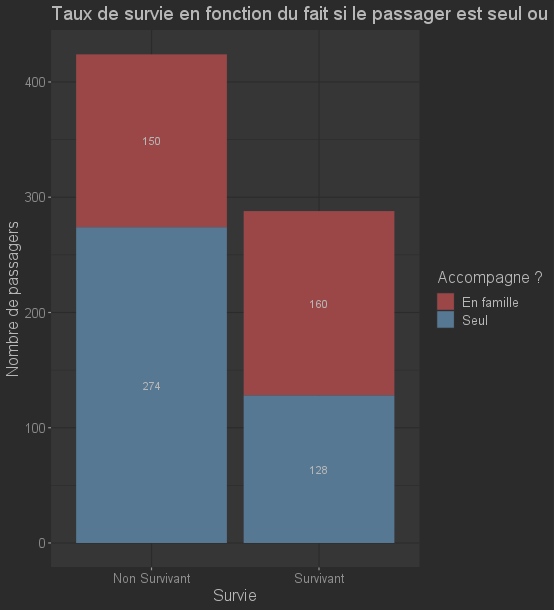 Taux de survie en fonction du fait si le passager est seul ou
400
300
200
100
0
Nombre de passagers
150
274
160
128
Non Survivant
Survivant
Survie
Accompagne ?
En famille
Seul